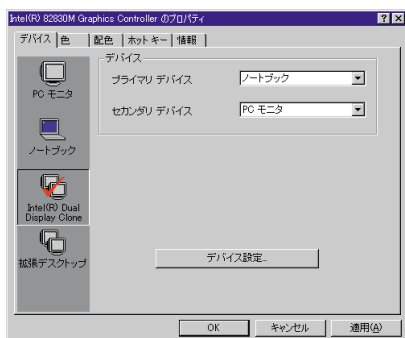 Intel(R) 82830M Graphics Controller のプロパティ
デバイス 色 配色 ホット キー 情報
PC モニタ
ノートブック
Intel(R) Dual
Display Clone
拡張デスクトップ
デバイス
プライマリ デバイス ノートブック
セカンダリ デバイス PC モニタ
デバイス設定...
OK キャンセル 適用(A)